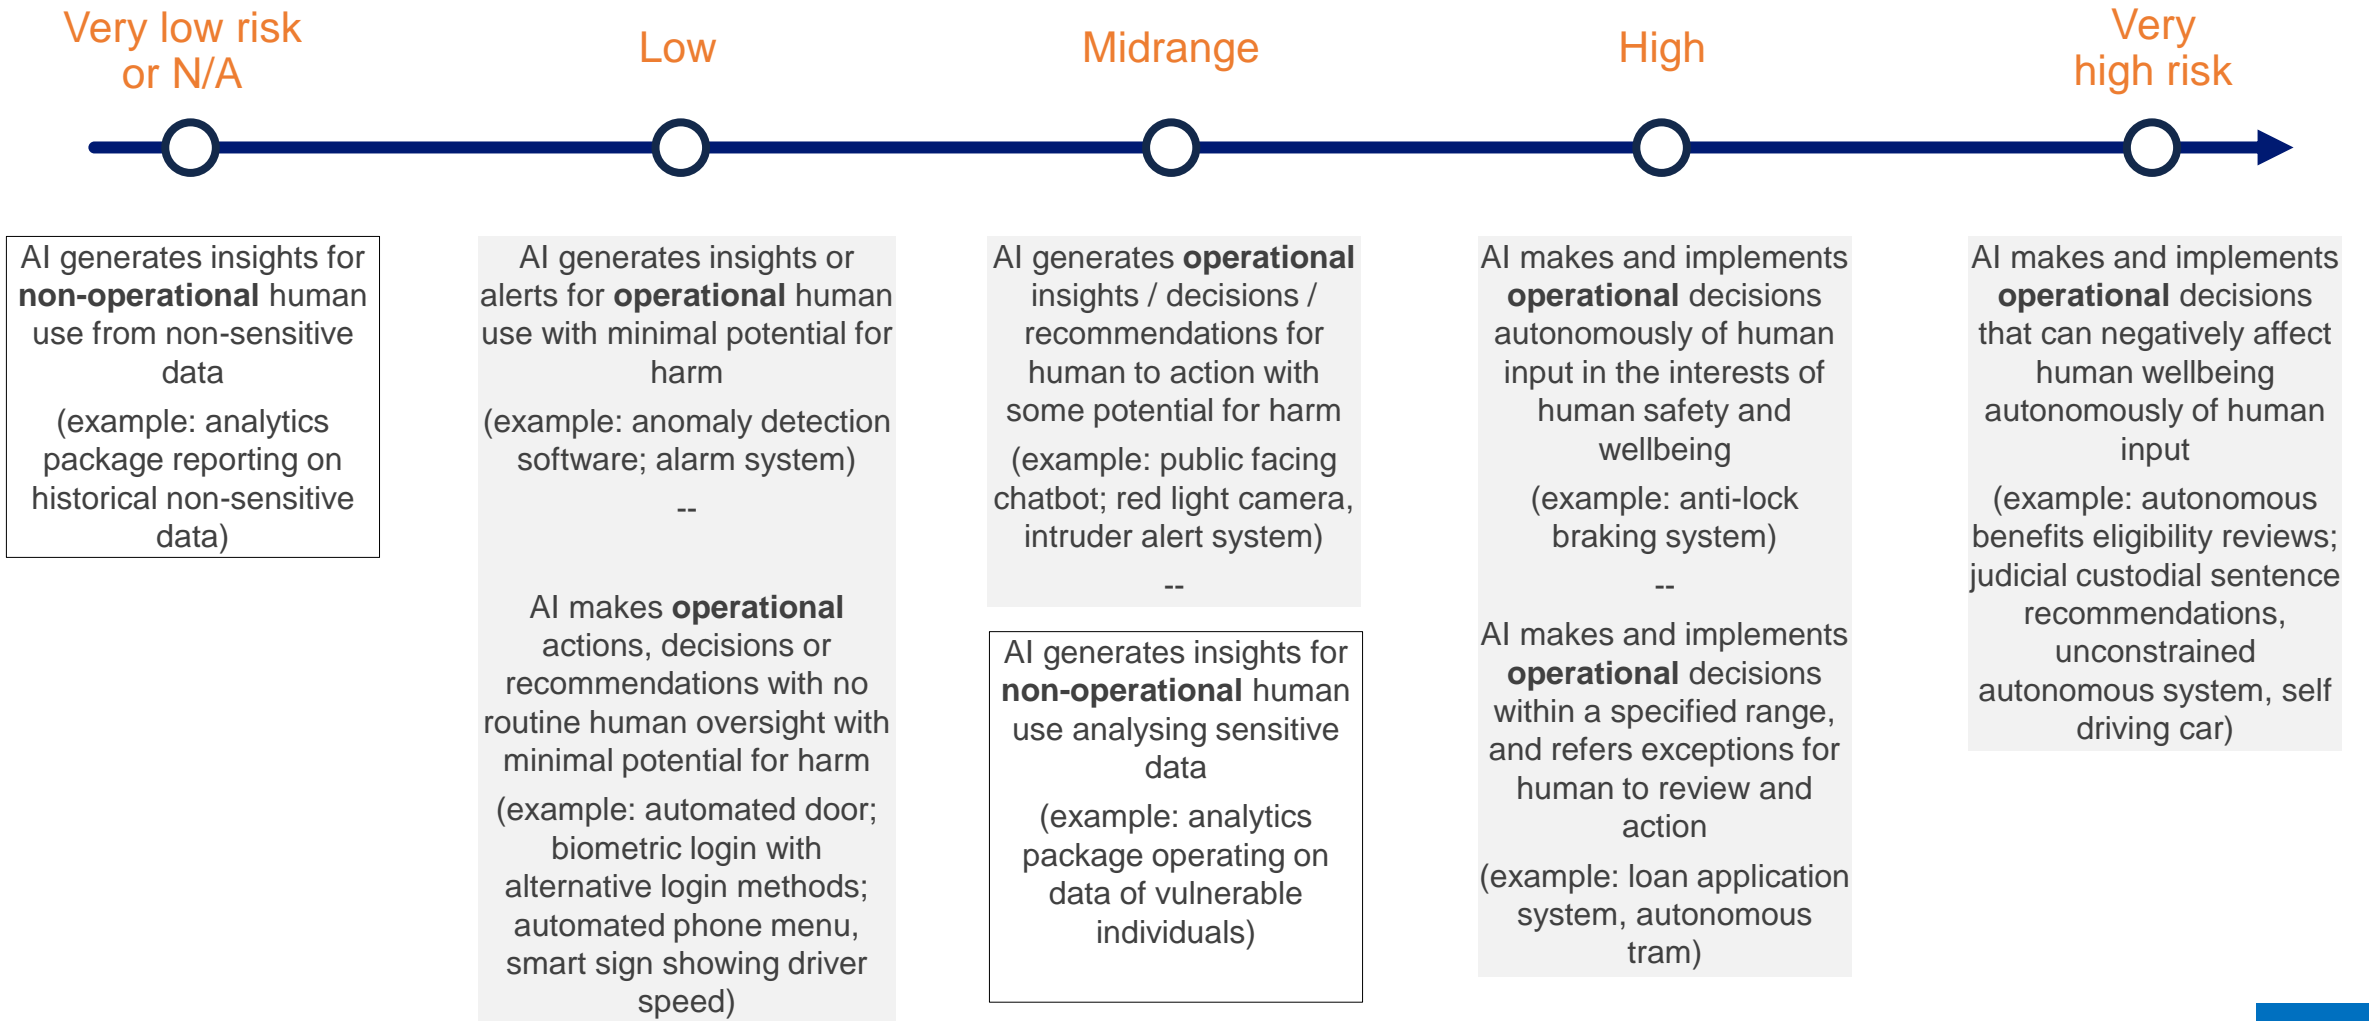 Very low risk
or N/A
Low
Midrange
High
Very
high risk
AI generates insights for
non-operational human
use from non-sensitive
data
(example: analytics
package reporting on
historical non-sensitive
data)
AI generates insights or
alerts for operational human
use with minimal potential for
harm
(example: anomaly detection
software; alarm system)
--
AI makes operational
actions, decisions or
recommendations with no
routine human oversight with
minimal potential for harm
(example: automated door;
biometric login with
alternative login methods;
automated phone menu,
smart sign showing driver
speed)
AI generates operational
insights / decisions /
recommendations for
human to action with
some potential for harm
(example: public facing
chatbot; red light camera,
intruder alert system)
--
AI generates insights for
non-operational human
use analysing sensitive
data
(example: analytics
package operating on
data of vulnerable
individuals)
AI makes and implements
operational decisions
autonomously of human
input in the interests of
human safety and
wellbeing
(example: anti-lock
braking system)
--
AI makes and implements
operational decisions
within a specified range,
and refers exceptions for
human to review and
action
(example: loan application
system, autonomous
tram)
AI makes and implements
operational decisions
that can negatively affect
human wellbeing
autonomously of human
input
(example: autonomous
benefits eligibility reviews;
judicial custodial sentence
recommendations,
unconstrained
autonomous system, self
driving car)